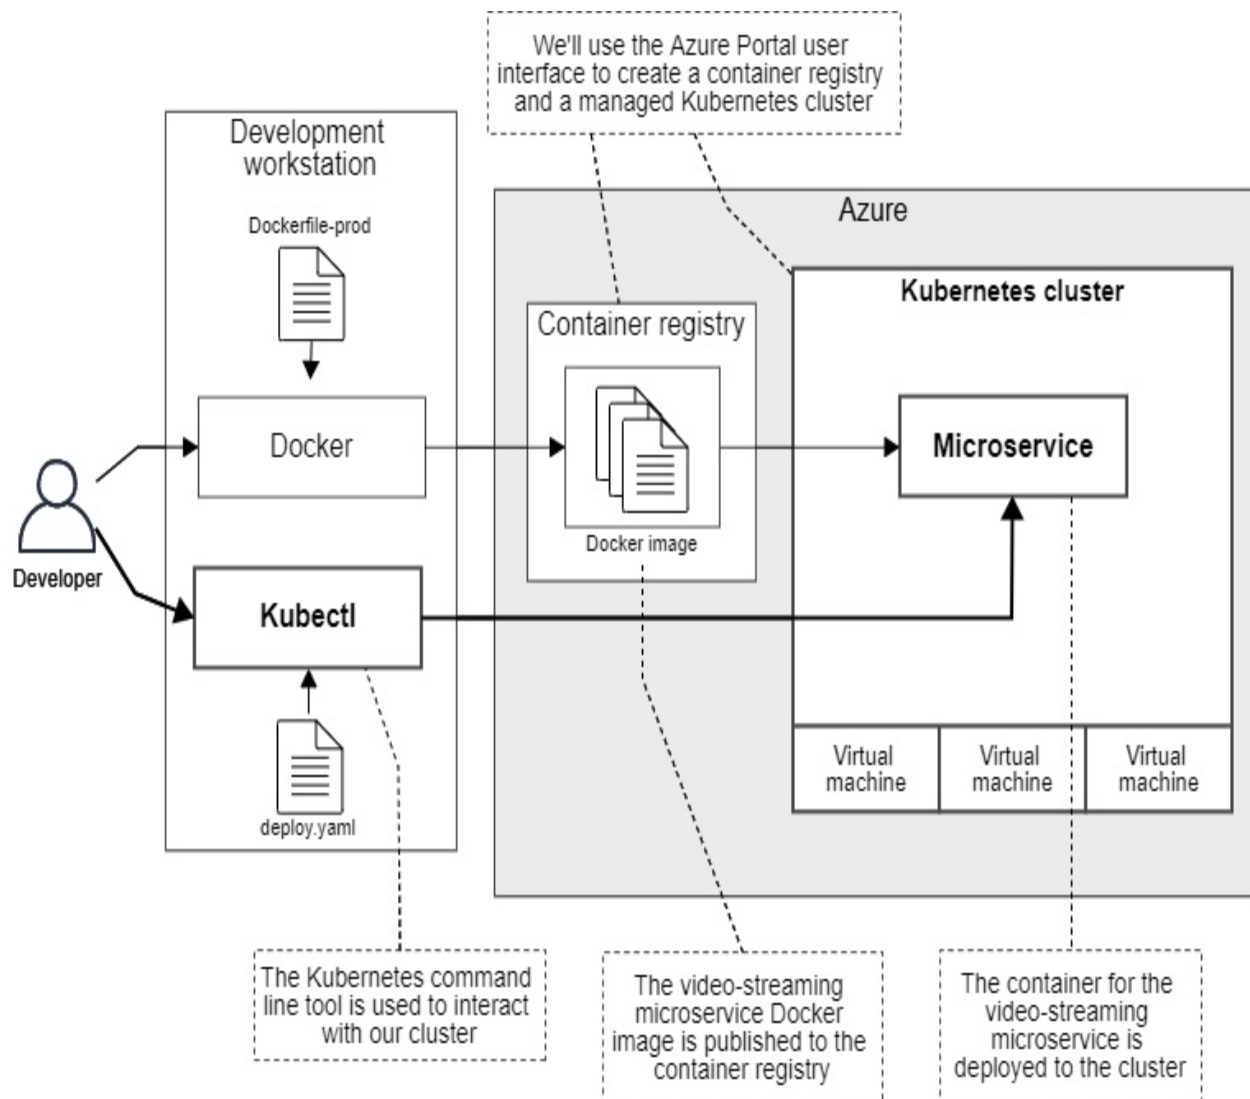 We'll use the Azure Portal user
interface to create a container registry
and a managed Kubernetes cluster
Development
workstation
Dockerfile-prod
Azure
Kubernetes cluster
Container registry
Docker
Microservice
Docker image
Developer
Kubectl
deploy.yaml
Virtual
machine
Virtual
machine
Virtual
machine
The Kubernetes command
line tool is used to interact
with our cluster
The video-streaming
microservice Docker
image is published to the
container registry
The container for the
video-streaming
microservice is
deployed to the cluster